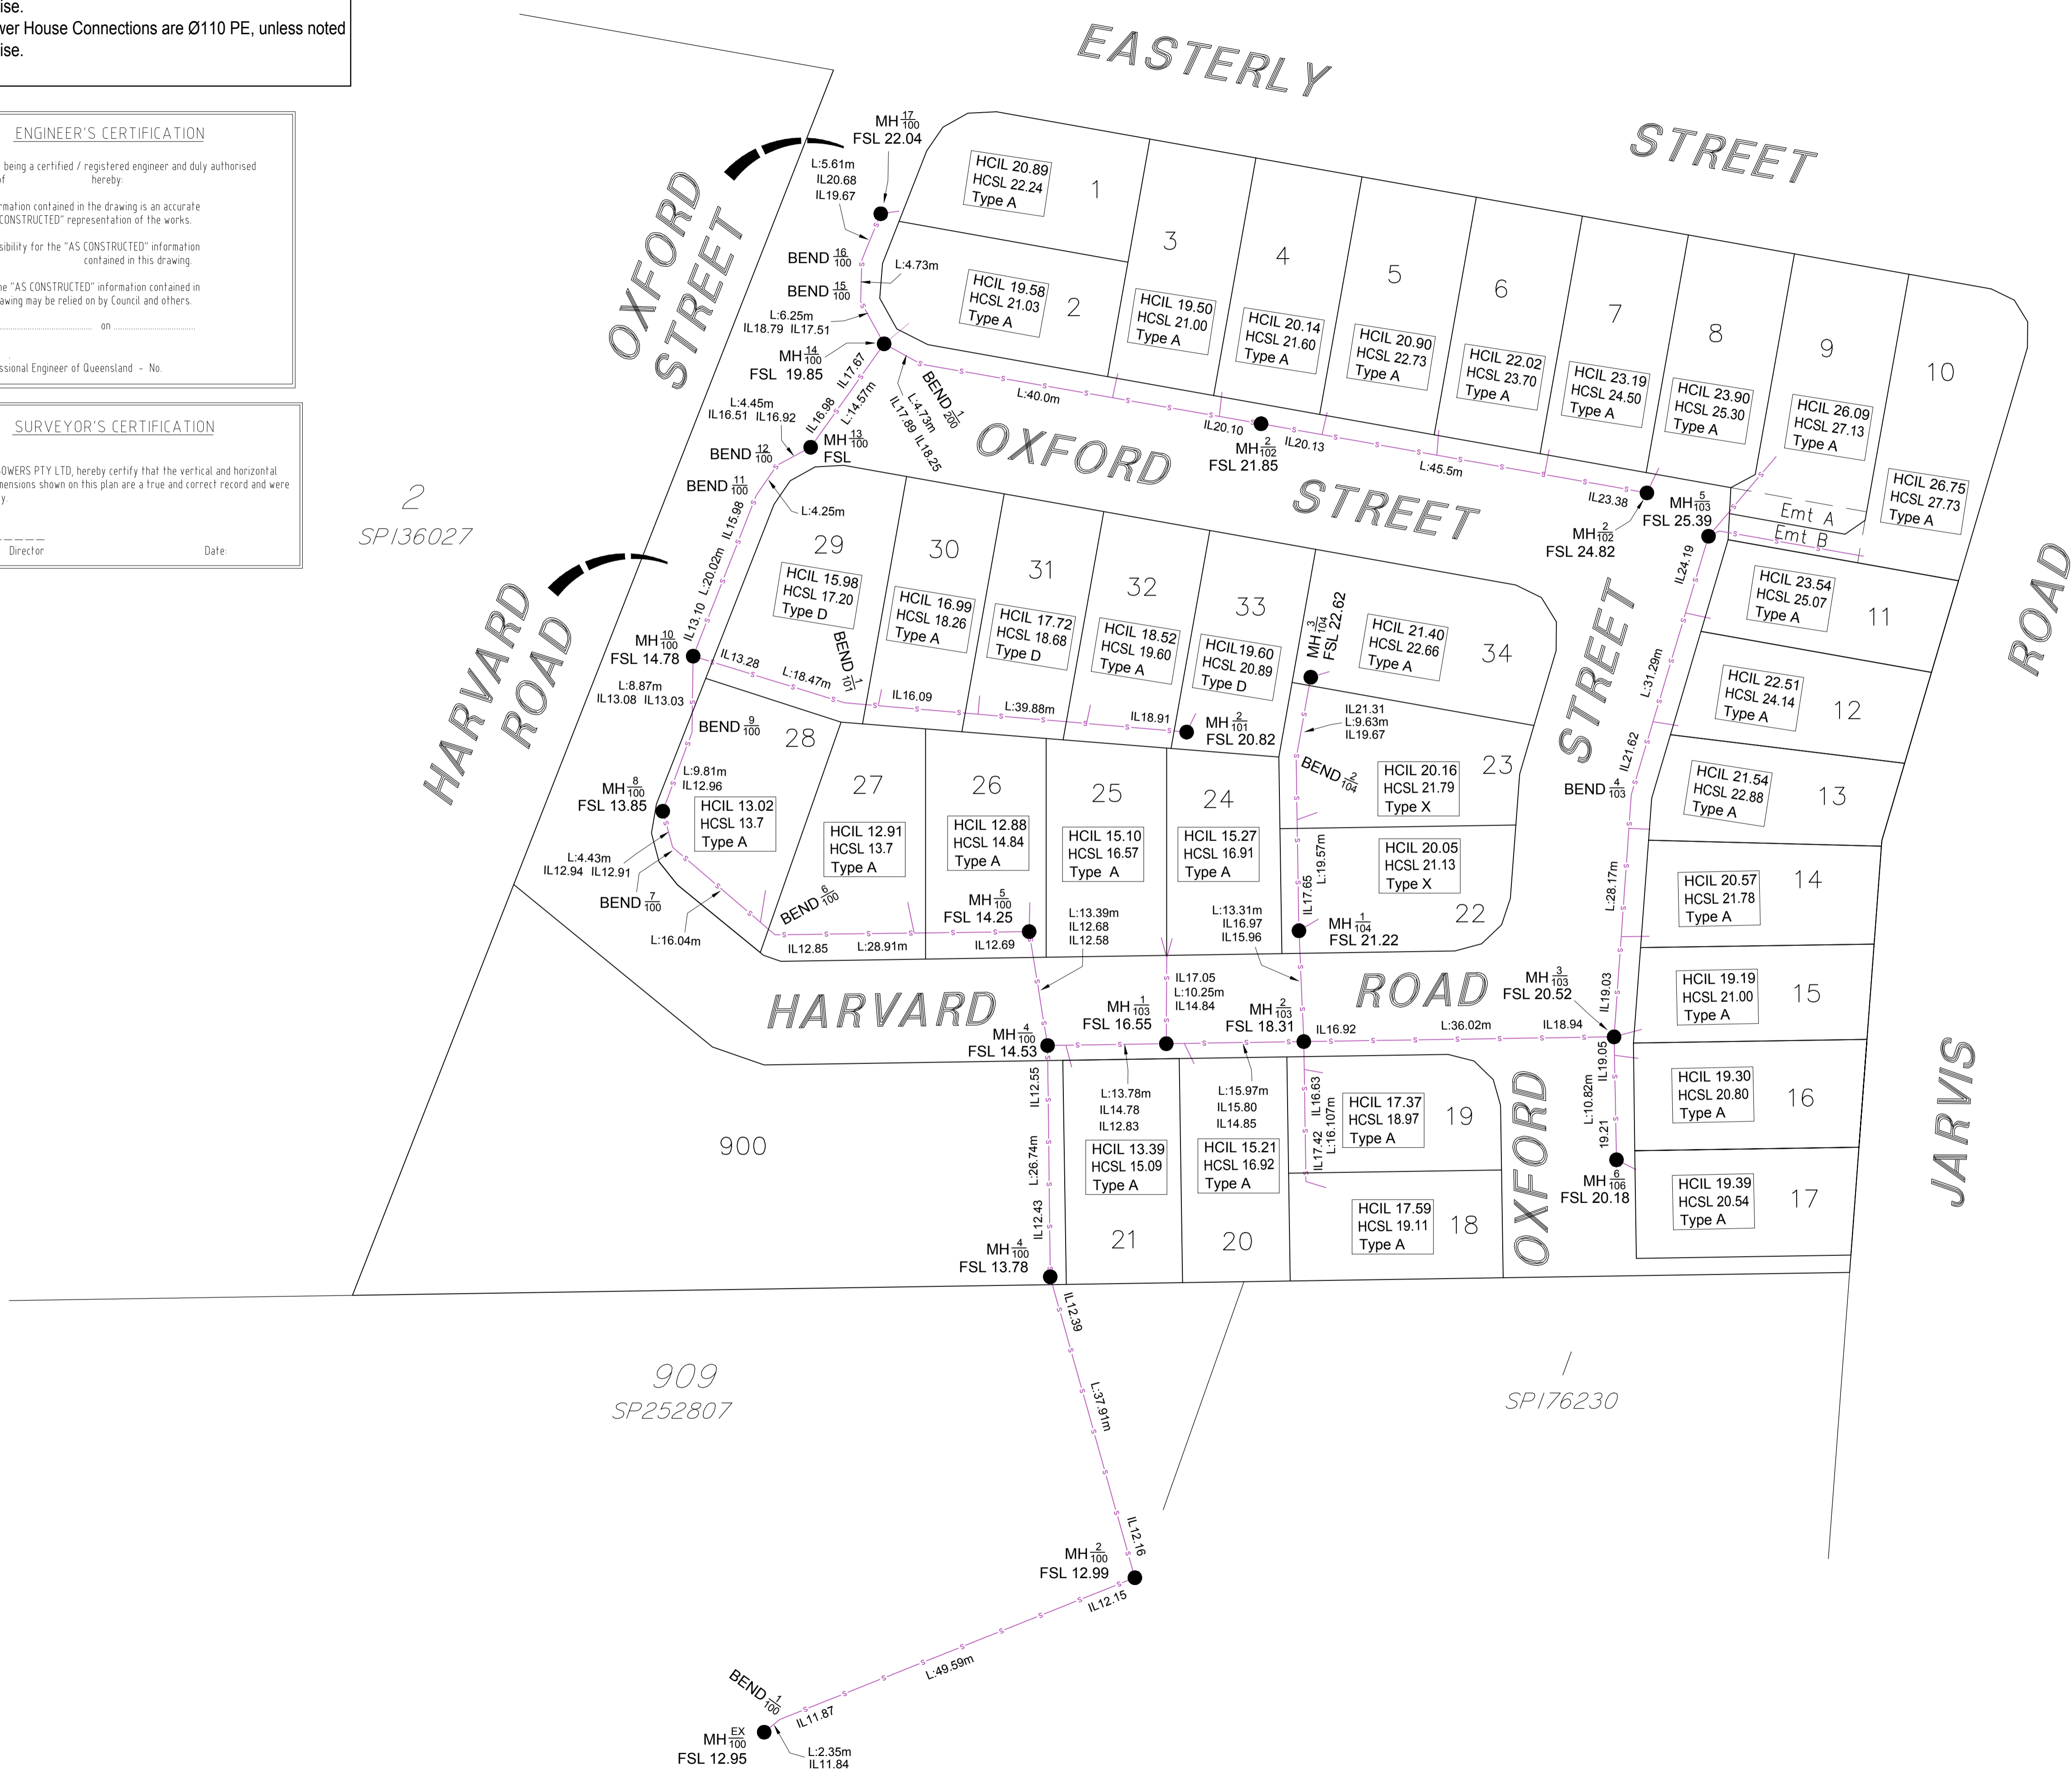 ise.
wer House Connections are Ø110 PE, unless noted
ise.
ENGINEER'S CERTIFICATION
being a certified / registered engineer and duly authorised
of hereby:
rmation contained in the drawing is an accurate
CONSTRUCTED" representation of the works.
sibility for the "AS CONSTRUCTED" information
contained in this drawing.
he "AS CONSTRUCTED" information contained in
awing may be relied on by Council and others.
on
ssional Engineer of Queensland - No.
SURVEYOR'S CERTIFICATION
OWERS PTY LTD, hereby certify that the vertical and horizontal
mensions shown on this plan are a true and correct record and were
y.
Director Date:
EASTERLY
STREET
OXFORD
STREET
HARVARD
ROAD
2
SP136027
MH 17/100
FSL 22.04
L:5.61m
IL20.68
IL19.67
BEND 16/100
L:4.73m
BEND 15/100
L:6.25m
IL18.79 IL17.51
MH 14/100
FSL 19.85
IL17.67
L:14.57m
IL16.98
L:4.45m
IL16.51 IL16.92
MH 13/100
FSL
BEND 12/100
BEND 11/100
L:4.25m
BEND 1/200
L:4.73m
IL17.89 IL18.25
L:40.0m
IL20.10
MH 2/102
FSL 21.85
IL20.13
L:45.5m
IL23.38
MH 2/102
FSL 24.82
MH 5/103
FSL 25.39
HCIL 20.89
HCSL 22.24
Type A
1
HCIL 19.58
HCSL 21.03
Type A
2
3
HCIL 19.50
HCSL 21.00
Type A
4
HCIL 20.14
HCSL 21.60
Type A
5
HCIL 20.90
HCSL 22.73
Type A
6
HCIL 22.02
HCSL 23.70
Type A
7
HCIL 23.19
HCSL 24.50
Type A
8
HCIL 23.90
HCSL 25.30
Type A
9
HCIL 26.09
HCSL 27.13
Type A
10
HCIL 26.75
HCSL 27.73
Type A
Emt A
Emt B
OXFORD
STREET
IL15.98
L:20.02m
IL13.10
MH 10/100
FSL 14.78
IL13.28
L:18.47m
BEND 1/101
IL16.09
L:39.88m
IL18.91
MH 2/101
FSL 20.82
29
HCIL 15.98
HCSL 17.20
Type D
30
HCIL 16.99
HCSL 18.26
Type A
31
HCIL 17.72
HCSL 18.68
Type D
32
HCIL 18.52
HCSL 19.60
Type A
33
HCIL 19.60
HCSL 20.89
Type D
MH 3/104
FSL 22.62
HCIL 21.40
HCSL 22.66
Type A
34
IL21.31
L:9.63m
IL19.67
BEND 2/104
HCIL 20.16
HCSL 21.79
Type X
23
HCIL 20.05
HCSL 21.13
Type X
22
L:19.57m
IL17.65
MH 1/104
FSL 21.22
L:8.87m
IL13.08 IL13.03
BEND 9/100
28
L:9.81m
IL12.96
MH 8/100
FSL 13.85
HCIL 13.02
HCSL 13.7
Type A
L:4.43m
IL12.94 IL12.91
BEND 7/100
L:16.04m
BEND 6/100
IL12.85
L:28.91m
IL12.69
27
HCIL 12.91
HCSL 13.7
Type A
26
HCIL 12.88
HCSL 14.84
Type A
MH 5/100
FSL 14.25
25
HCIL 15.10
HCSL 16.57
Type A
24
HCIL 15.27
HCSL 16.91
Type A
L:13.39m
IL12.68
IL12.58
L:13.31m
IL16.97
IL15.96
IL17.05
L:10.25m
IL14.84
HARVARD
ROAD
MH 1/103
FSL 16.55
MH 2/103
FSL 18.31
MH 4/100
FSL 14.53
IL16.92
L:36.02m
IL18.94
MH 3/103
FSL 20.52
STREET
IL24.19
L:31.29m
IL21.62
BEND 4/103
L:28.17m
IL19.03
HCIL 23.54
HCSL 25.07
Type A
11
HCIL 22.51
HCSL 24.14
Type A
12
HCIL 21.54
HCSL 22.88
Type A
13
HCIL 20.57
HCSL 21.78
Type A
14
HCIL 19.19
HCSL 21.00
Type A
15
HCIL 19.30
HCSL 20.80
Type A
16
HCIL 19.39
HCSL 20.54
Type A
17
IL19.05
L:10.82m
19.21
MH 6/106
FSL 20.18
OXFORD
JARVIS
ROAD
L:13.78m
IL14.78
IL12.83
HCIL 13.39
HCSL 15.09
Type A
21
L:15.97m
IL15.80
IL14.85
HCIL 15.21
HCSL 16.92
Type A
20
IL16.63
L:16.107m
IL17.42
HCIL 17.37
HCSL 18.97
Type A
19
HCIL 17.59
HCSL 19.11
Type A
18
900
IL12.55
L:26.74m
IL12.43
MH 4/100
FSL 13.78
IL12.39
L:37.91m
IL12.16
MH 2/100
FSL 12.99
IL12.15
L:49.59m
IL11.87
BEND 1/100
MH EX/100
FSL 12.95
L:2.35m
IL11.84
909
SP252807
1
SP176230